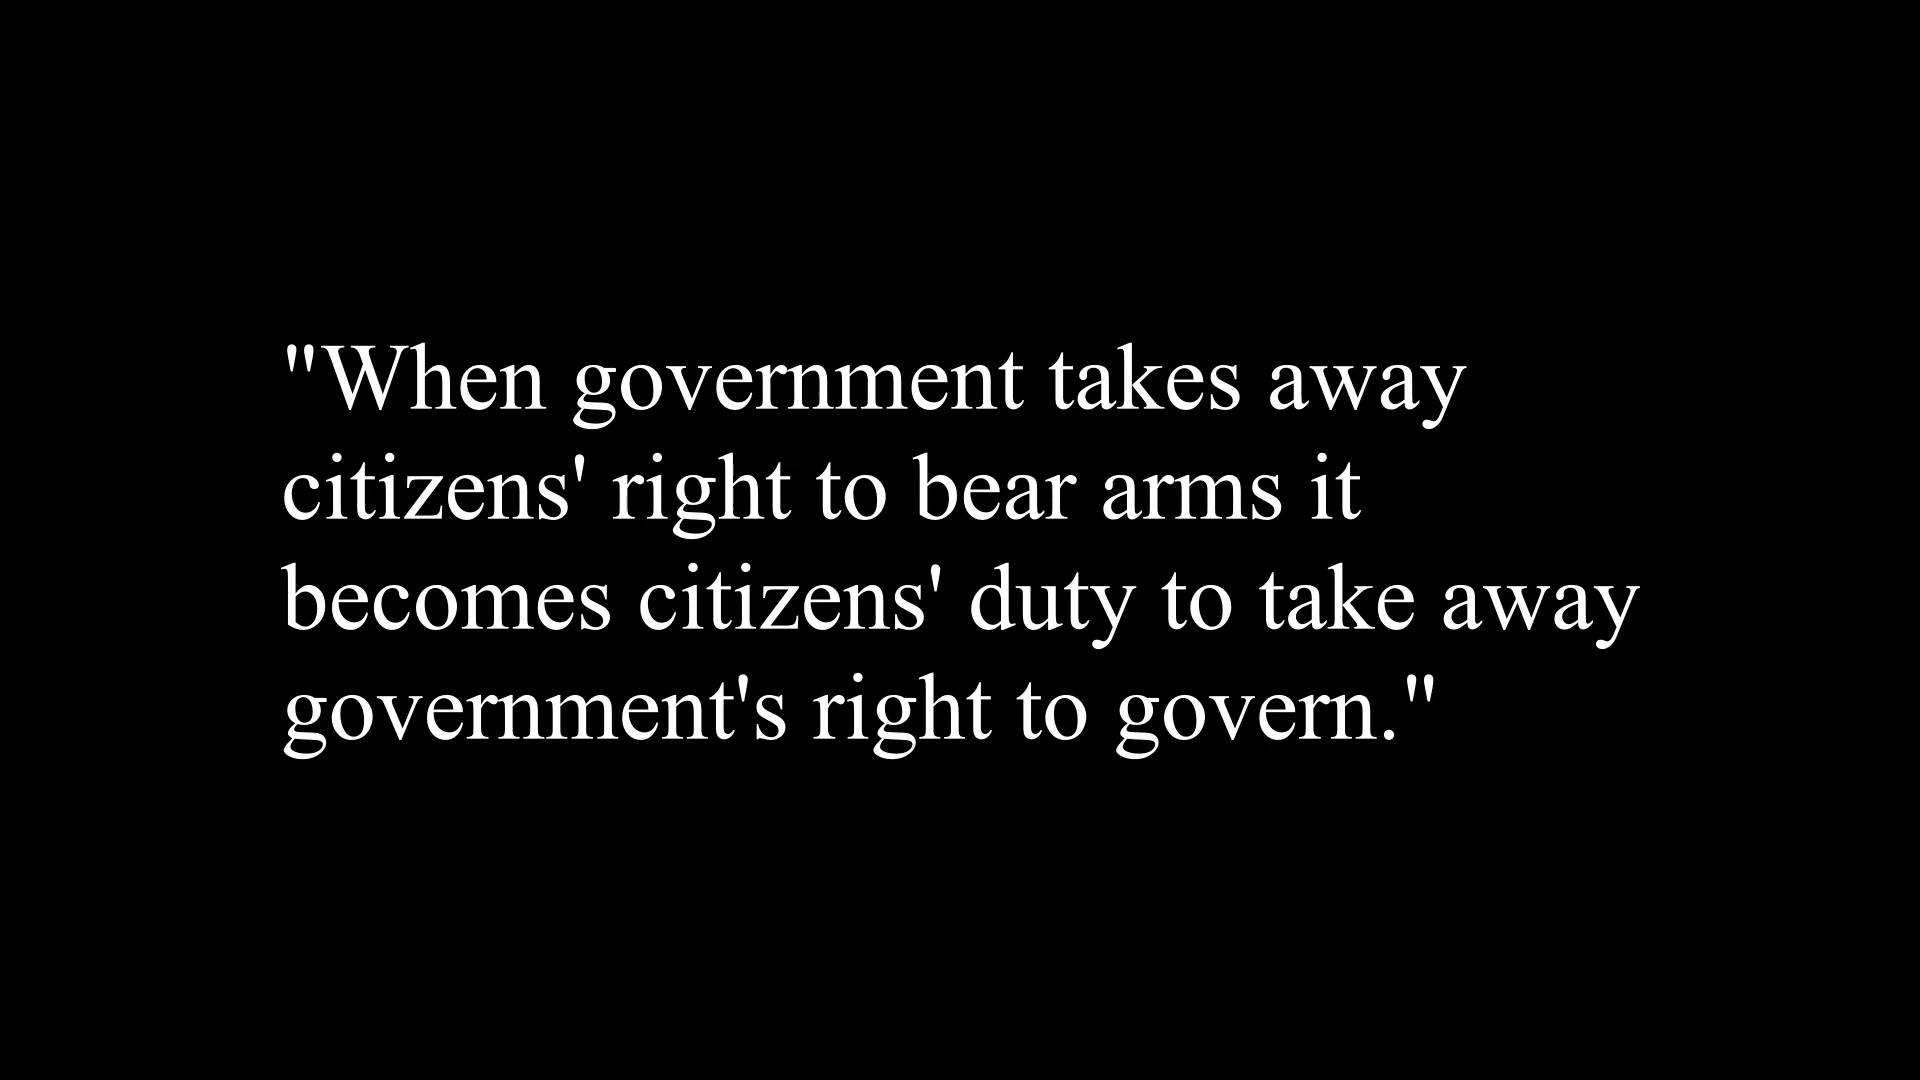 "When government takes away
citizens' right to bear arms it
becomes citizens' duty to take away
government's right to govern."